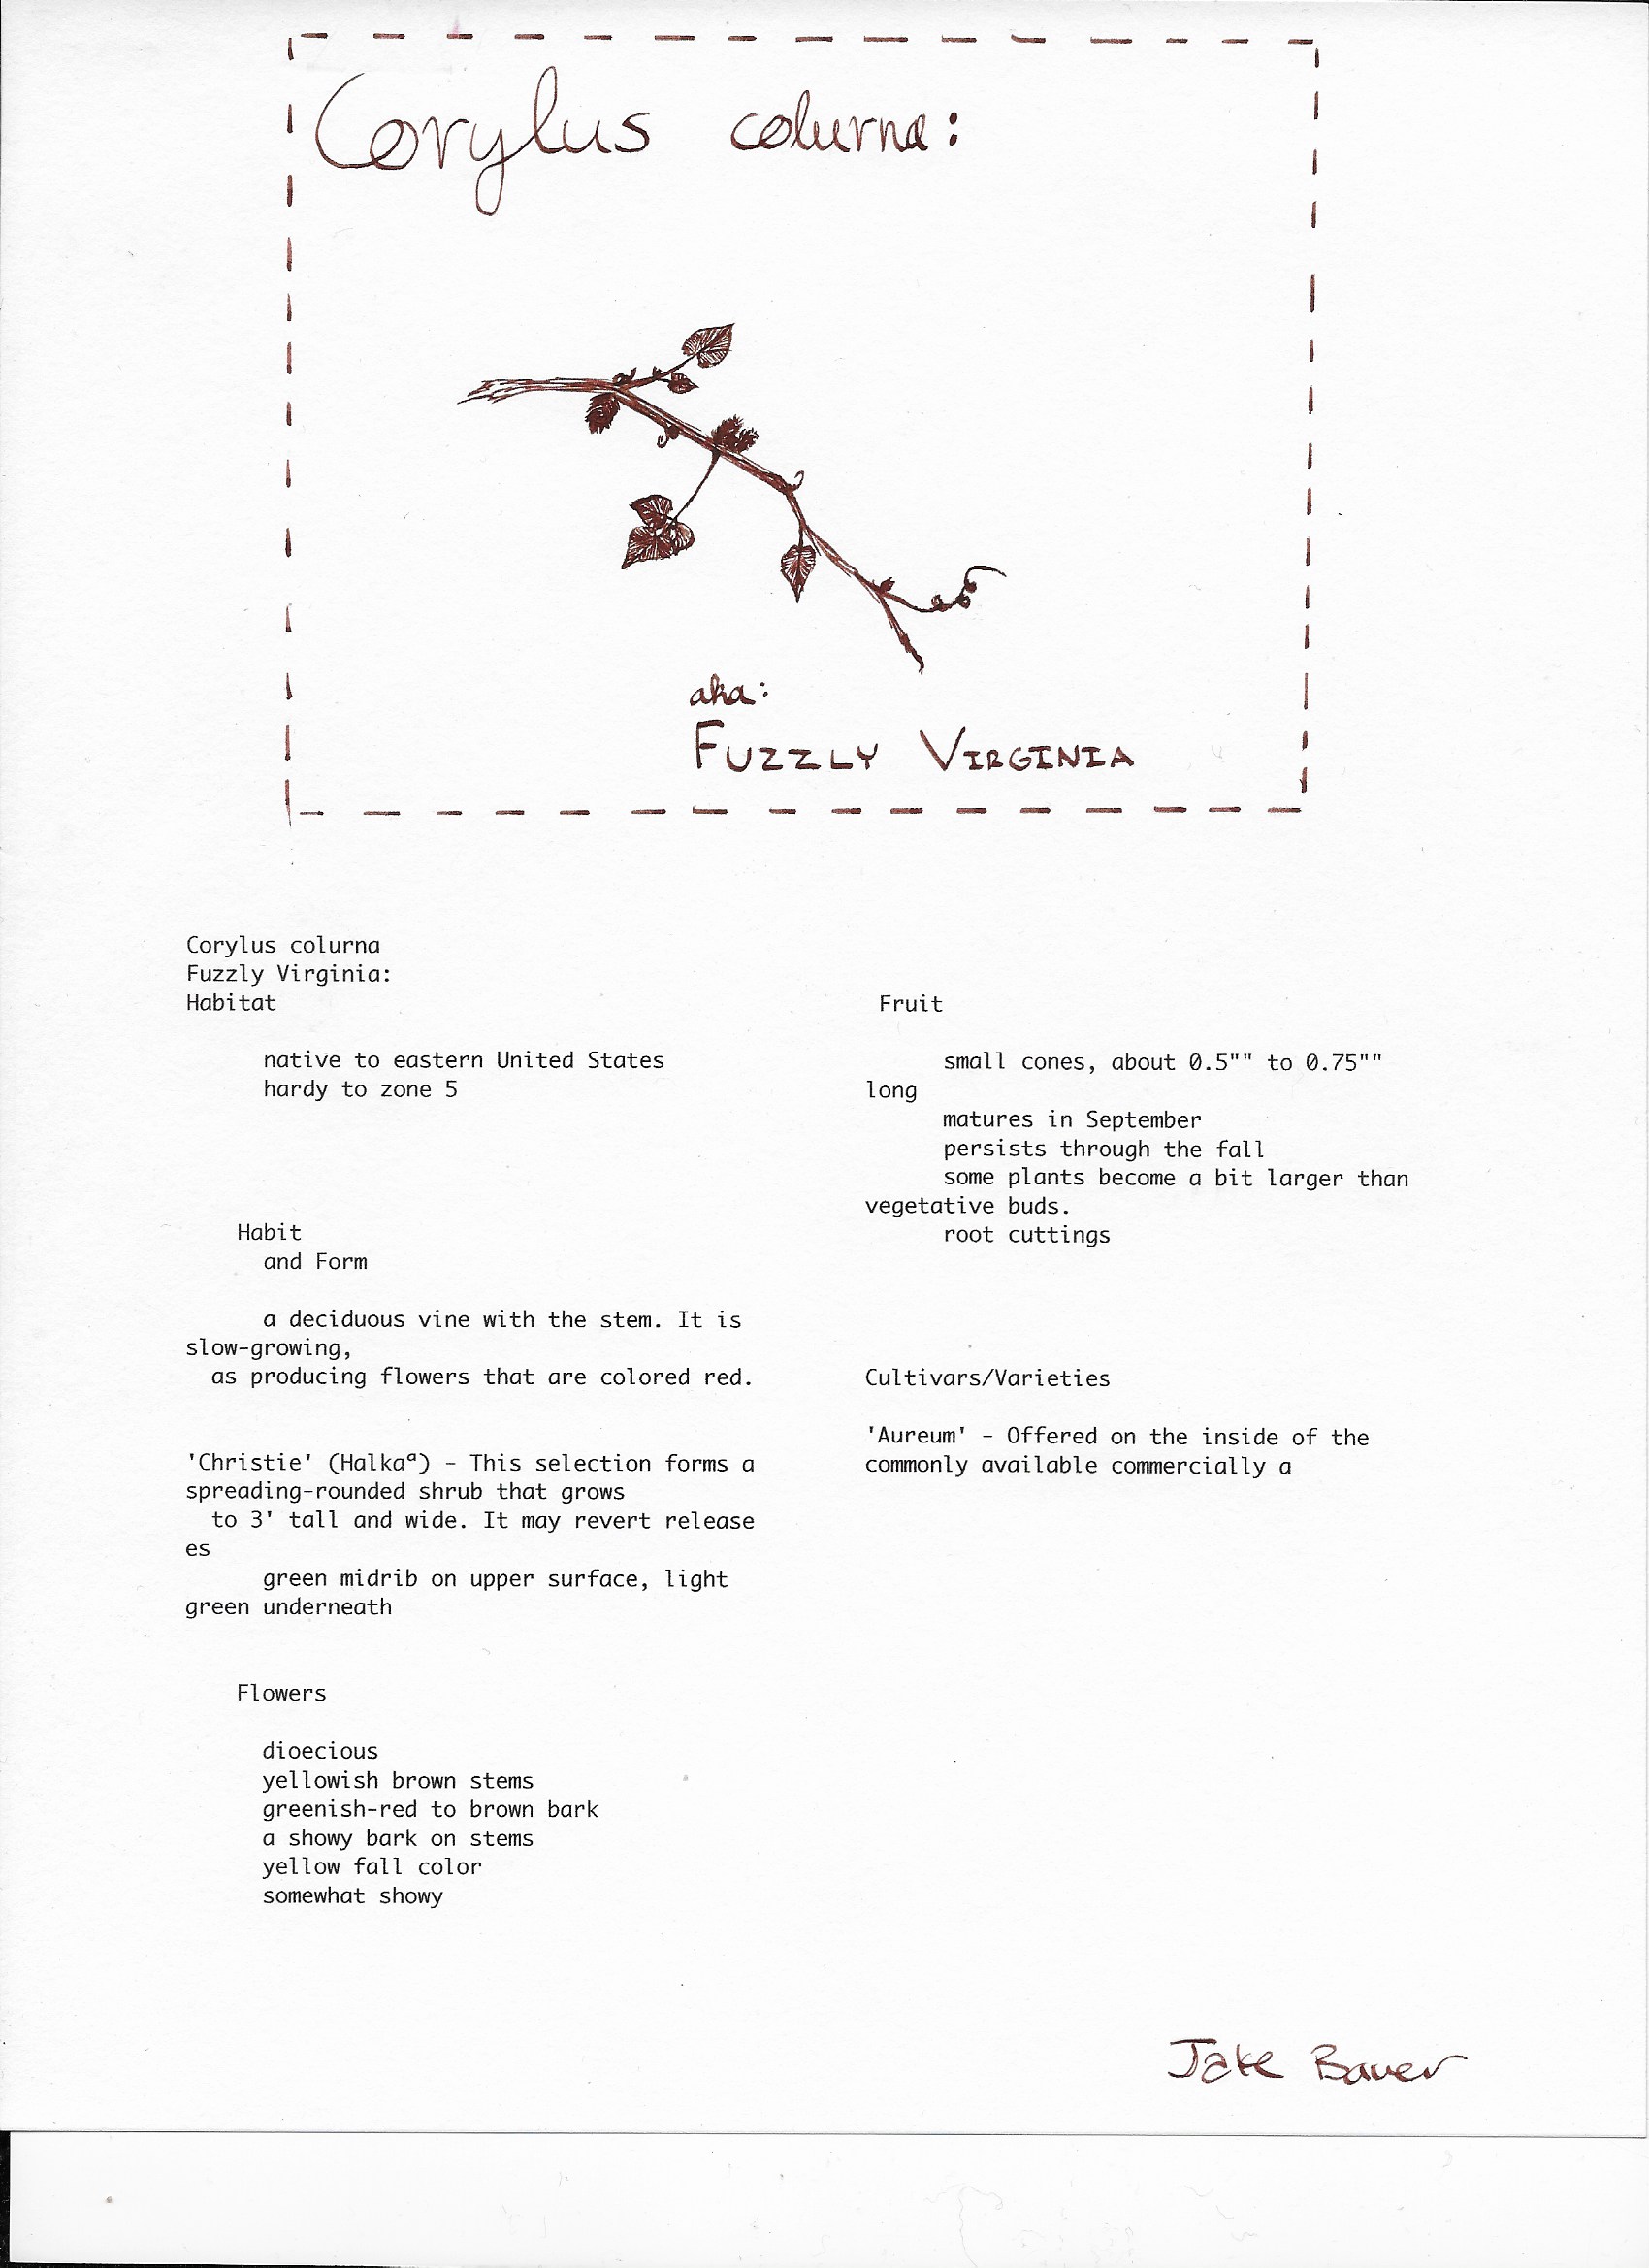 Corylus colurna:
aka:
FUZZLY VIRGINIA
Corylus colurna
Fuzzly Virginia:
Habitat
native to eastern United States
hardy to zone 5
Habit
and Form
a deciduous vine with the stem. It is
slow-growing,
as producing flowers that are colored red.
'Christie' (Halkaª) - This selection forms a
spreading-rounded shrub that grows
to 3' tall and wide. It may revert release
es
green midrib on upper surface, light
green underneath
Flowers
dioecious
yellowish brown stems
greenish-red to brown bark
a showy bark on stems
yellow fall color
somewhat showy
Fruit
small cones, about 0.5"" to 0.75""
long
matures in September
persists through the fall
some plants become a bit larger than
vegetative buds.
root cuttings
Cultivars/Varieties
'Aureum' - Offered on the inside of the
commonly available commercially a
Jake Bauer